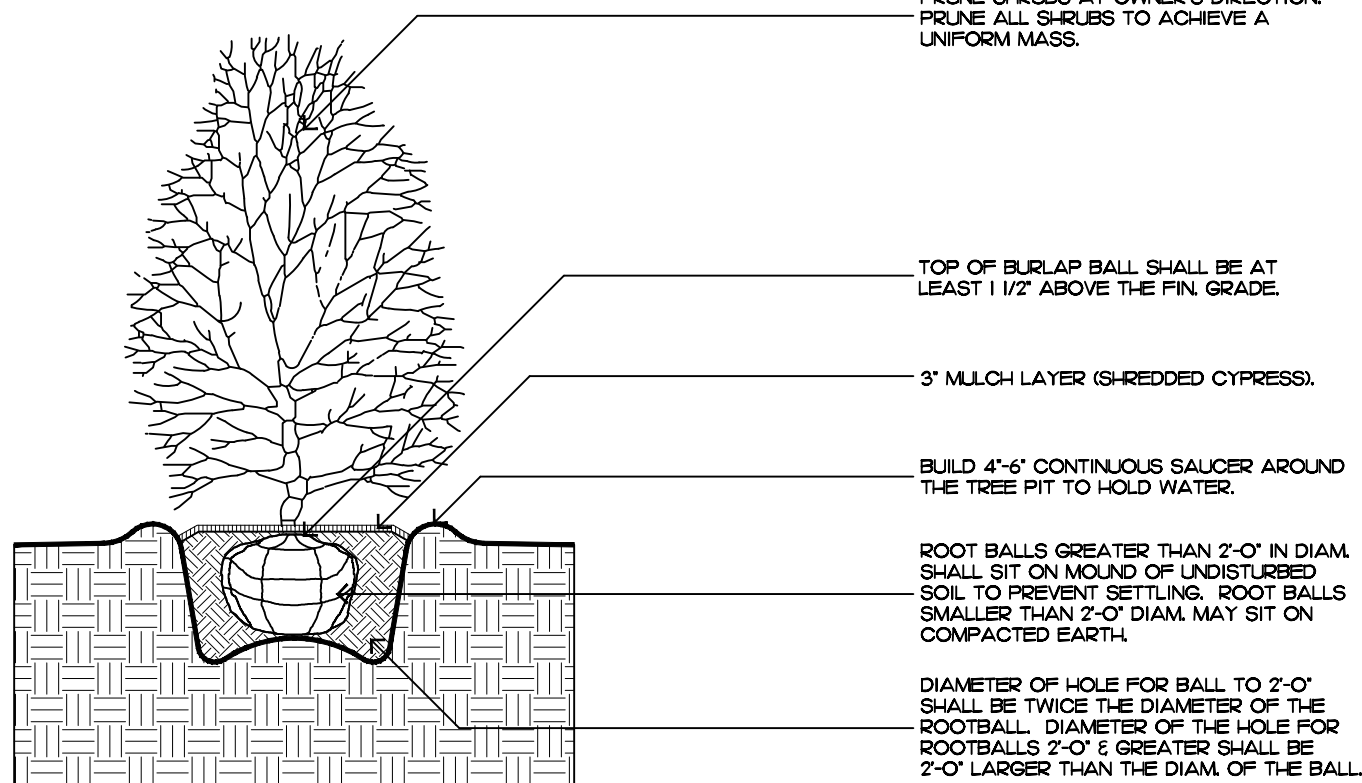 PRUNE SHRUBS AT OWNER'S DIRECTION.
PRUNE ALL SHRUBS TO ACHIEVE A
UNIFORM MASS.
TOP OF BURLAP BALL SHALL BE AT
LEAST 1 1/2" ABOVE THE FIN. GRADE.
3" MULCH LAYER (SHREDDED CYPRESS).
BUILD 4"-6" CONTINUOUS SAUCER AROUND
THE TREE PIT TO HOLD WATER.
ROOT BALLS GREATER THAN 2'-0" IN DIAM.
SHALL SIT ON MOUND OF UNDISTURBED
SOIL TO PREVENT SETTLING. ROOT BALLS
SMALLER THAN 2'-0" DIAM. MAY SIT ON
COMPACTED EARTH.
DIAMETER OF HOLE FOR BALL TO 2'-0"
SHALL BE TWICE THE DIAMETER OF THE
ROOTBALL. DIAMETER OF THE HOLE FOR
ROOTBALLS 2'-0" & GREATER SHALL BE
2'-0" LARGER THAN THE DIAM. OF THE BALL.